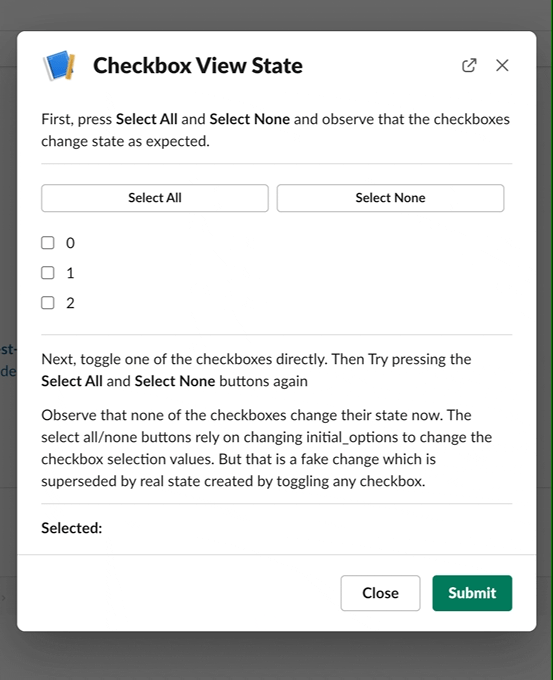 Checkbox View State
First, press Select All and Select None and observe that the checkboxes
change state as expected.
Select All
Select None
0
1
2
st-
de
Next, toggle one of the checkboxes directly. Then Try pressing the
Select All and Select None buttons again
Observe that none of the checkboxes change their state now. The
select all/none buttons rely on changing initial_options to change the
checkbox selection values. But that is a fake change which is
superseded by real state created by toggling any checkbox.
Selected:
Close
Submit